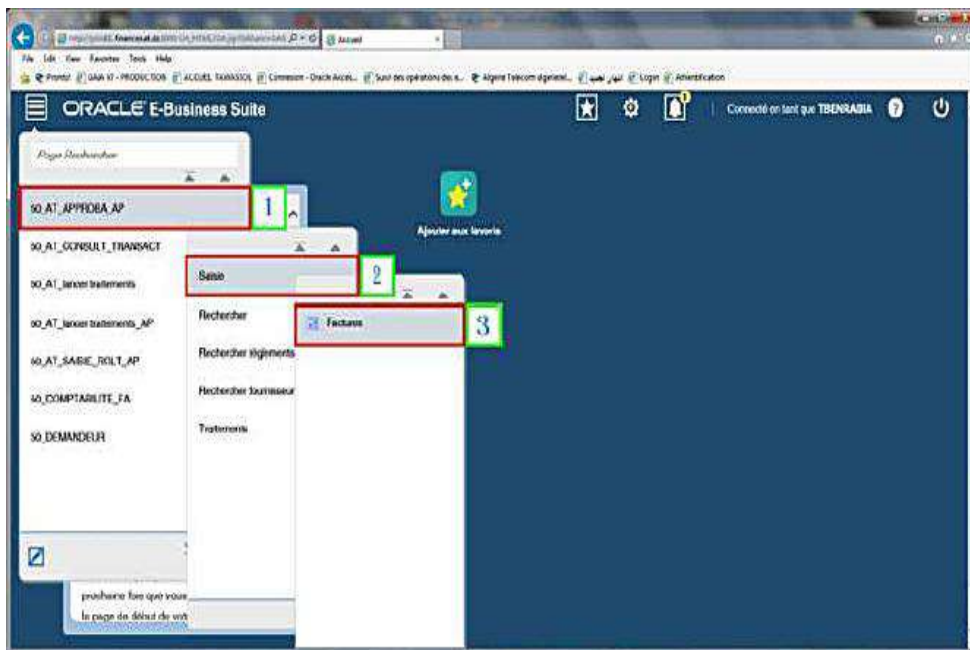 Accueil
File Edit View Favorites Tools Help
ORACLE E-Business Suite
1
Connecté en tant que TBENRABIA
?
Page Rechercher
50_AT_APPROBA_AP
1
50_AT_CONSULT_TRANSACT
50_AT_lancer traitements
50_AT_lancer traitements_AP
50_AT_SAISIE_RGLT_AP
50_COMPTABILITE_FA
50_DEMANDEUR
Saisie
2
Rechercher
Rechercher règlements
Rechercher fournisseur
Traitements
Factures
3
Ajouter aux favoris
prochaine fois que vous
la page de début de vot